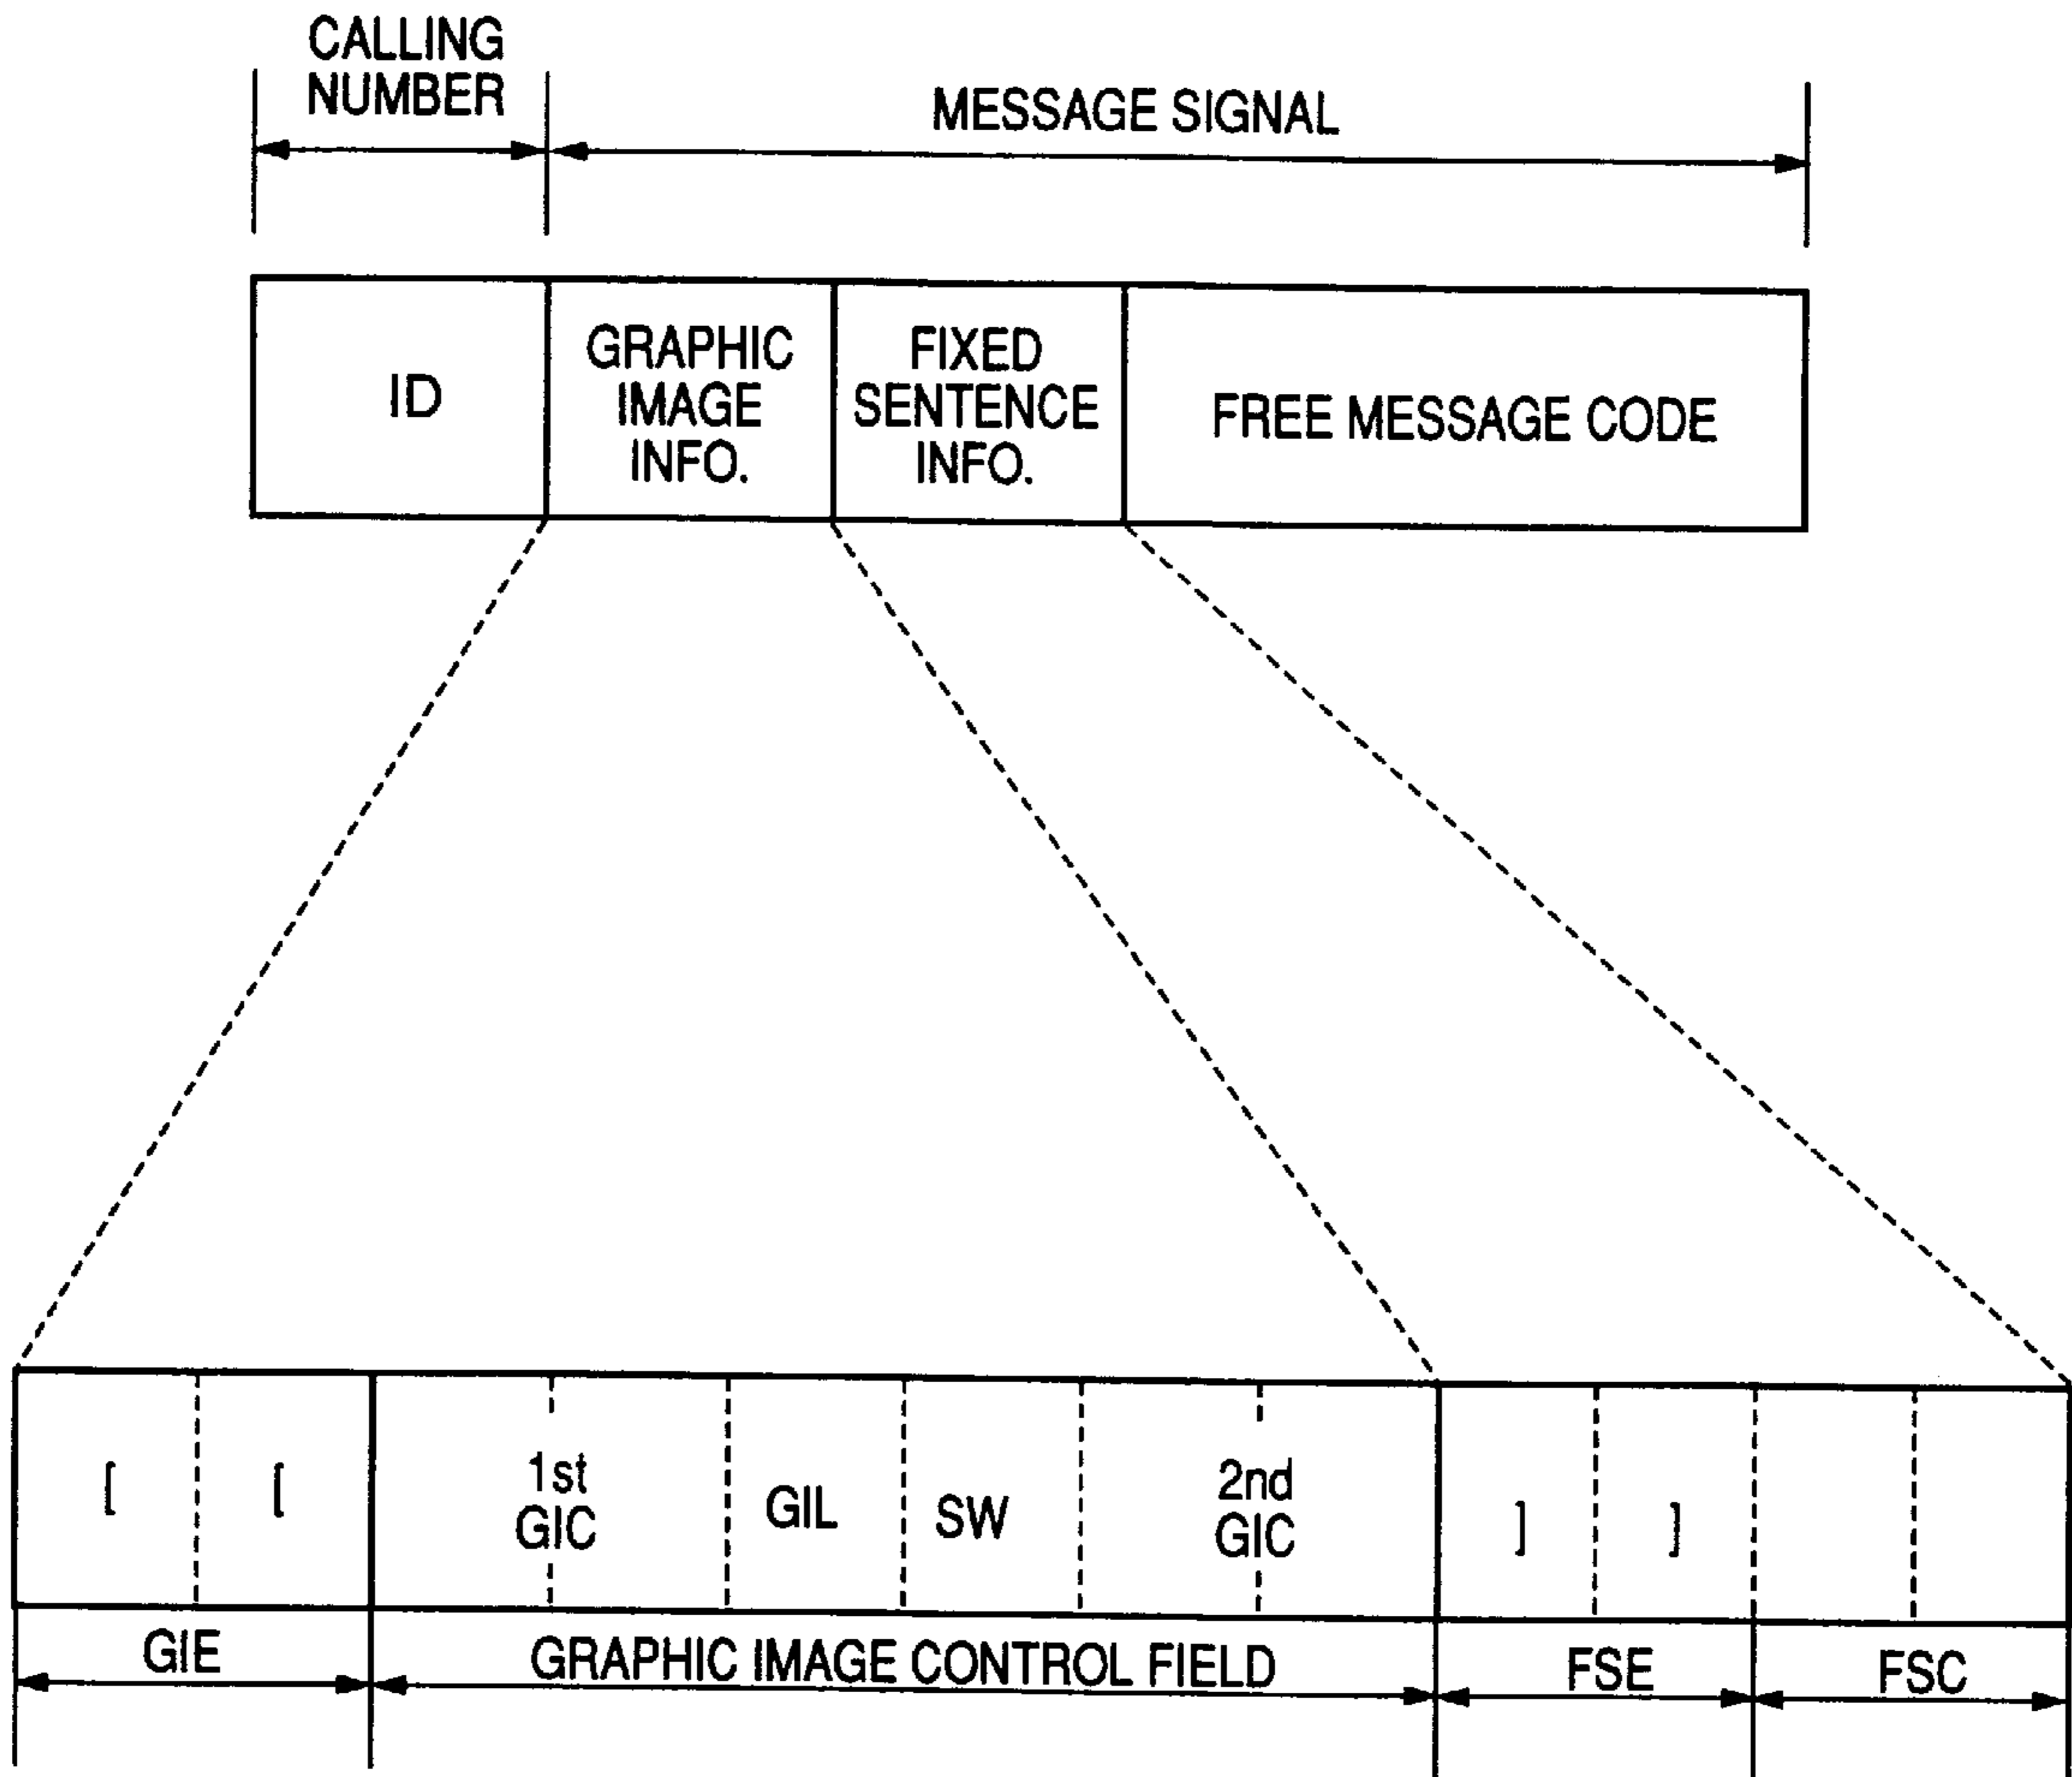 CALLING
NUMBER
MESSAGE SIGNAL
ID
GRAPHIC
IMAGE
INFO.
FIXED
SENTENCE
INFO.
FREE MESSAGE CODE
[
[
1st
GIC
GIL
SW
2nd
GIC
]
]
GIE
GRAPHIC IMAGE CONTROL FIELD
FSE
FSC